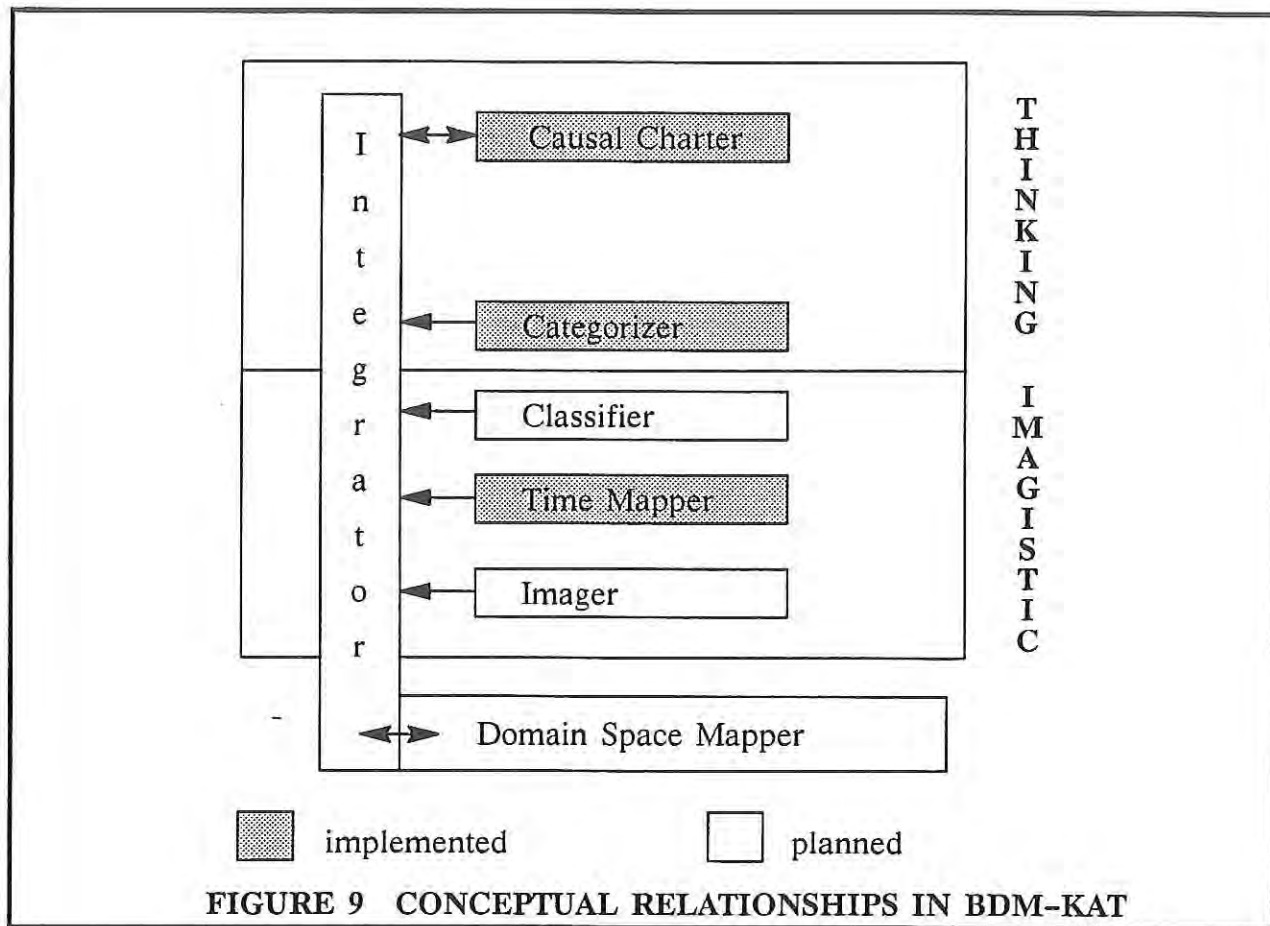 Integrator
Causal Charter
Categorizer
Classifier
Time Mapper
Imager
Domain Space Mapper
THINKING
IMAGISTIC
implemented
planned
FIGURE 9 CONCEPTUAL RELATIONSHIPS IN BDM-KAT